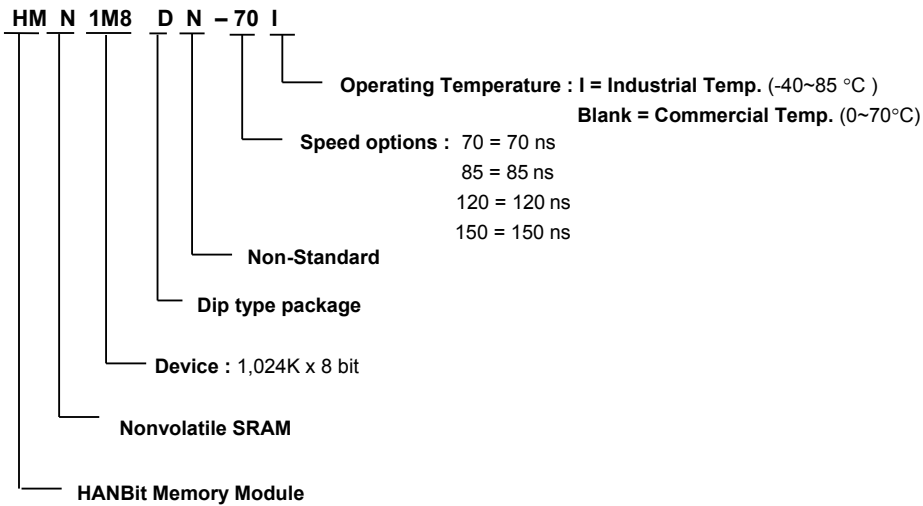 HM N 1M8 D N – 70 I
Operating Temperature : I = Industrial Temp. (-40~85 °C )
Blank = Commercial Temp. (0~70°C)
Speed options : 70 = 70 ns
85 = 85 ns
120 = 120 ns
150 = 150 ns
Non-Standard
Dip type package
Device : 1,024K x 8 bit
Nonvolatile SRAM
HANBit Memory Module